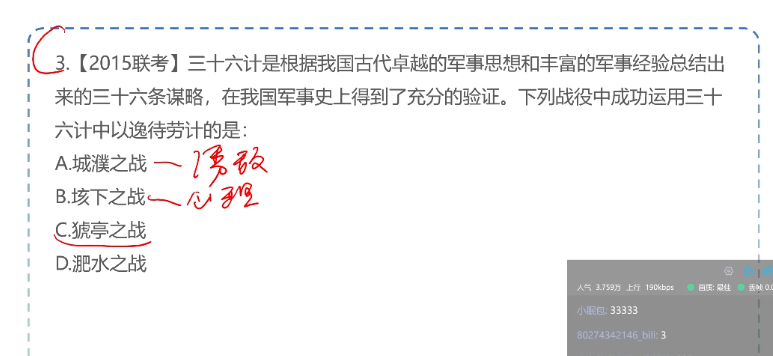 3.【2015联考】三十六计是根据我国古代卓越的军事思想和丰富的军事经验总结出
来的三十六条谋略，在我国军事史上得到了充分的验证。下列战役中成功运用三十
六计中以逸待劳计的是：
A.城濮之战 — 诱敌
B.垓下之战 — 心理
C.猇亭之战
D.淝水之战
人气 3.759万 上行 190kbps 画质: 最佳 丢帧 0.0
小眼包: 33333
80274342146_bili: 3